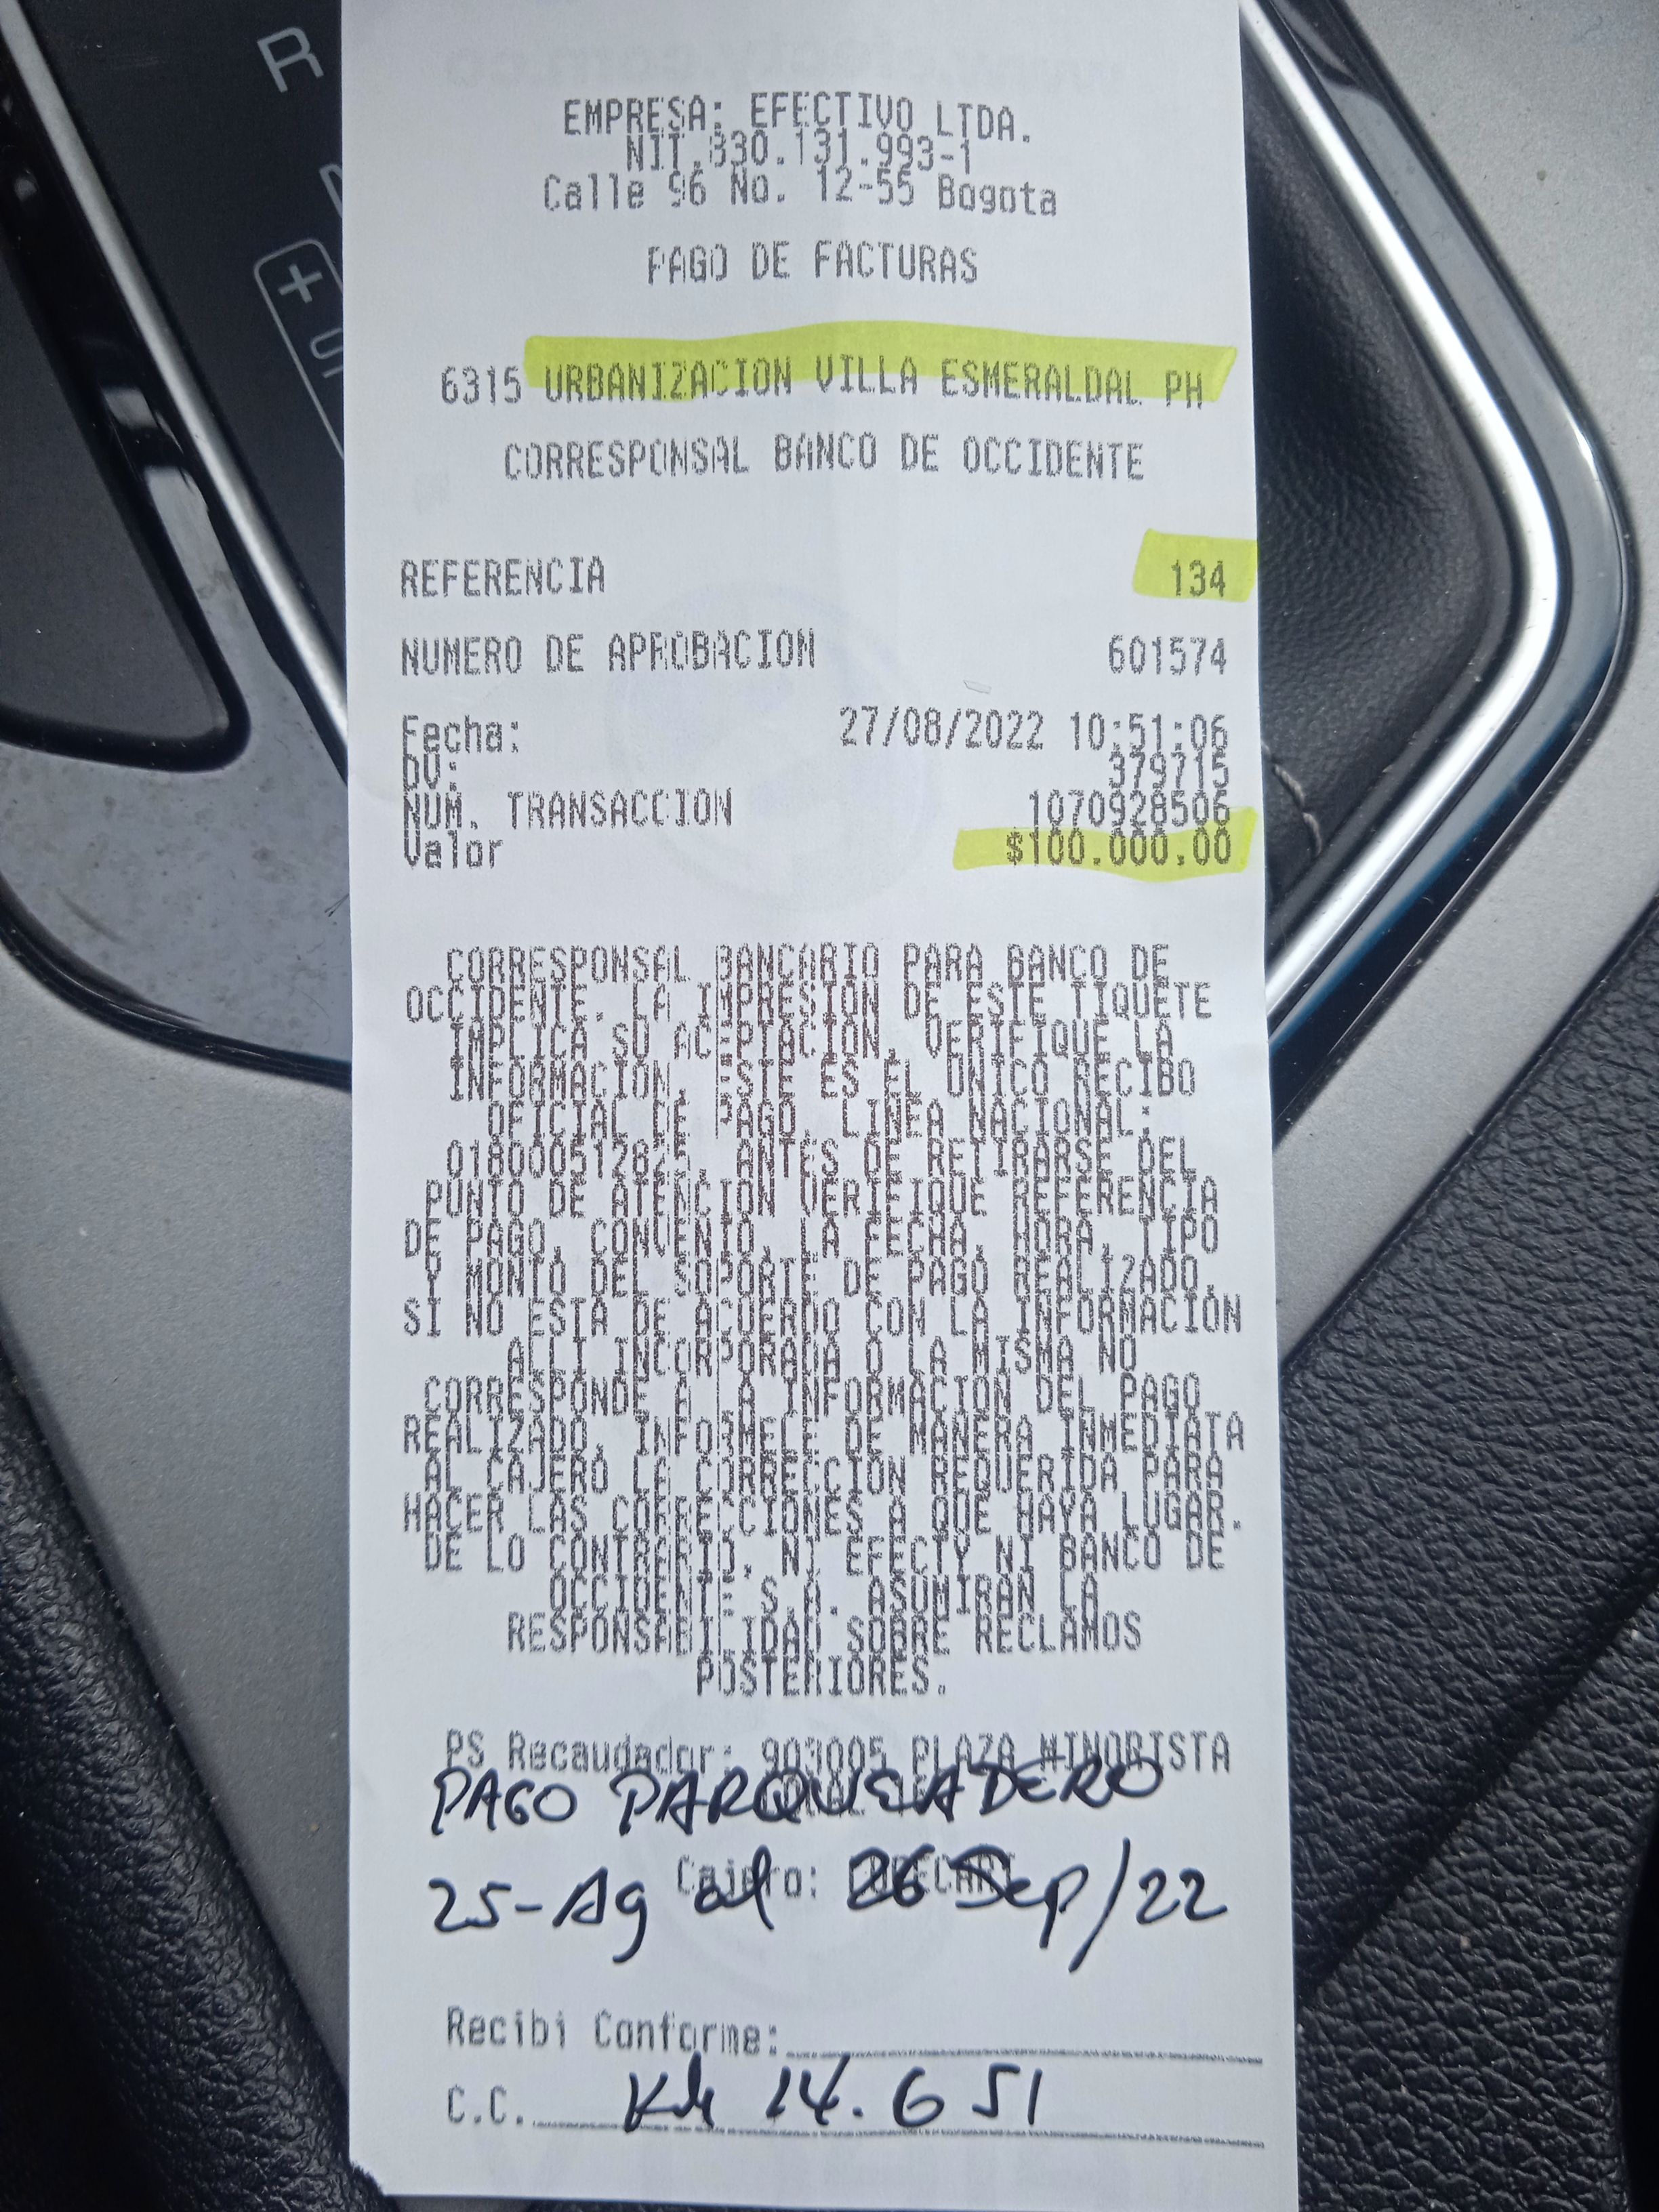 R
N
+
EMPRESA: EFECTIVO LTDA.
NIT.830.131.993-1
Calle 96 No. 12-55 Bogota
PAGO DE FACTURAS
6315 URBANIZACION VILLA ESMERALDAL PH
CORRESPONSAL BANCO DE OCCIDENTE
REFERENCIA 134
NUMERO DE APROBACION 601574
Fecha: 27/08/2022 10:51:06
DV: 379715
NUM. TRANSACCION 1070928506
Valor $100.000,00
CORRESPONSAL BANCARIO PARA BANCO DE
OCCIDENTE. LA IMPRESION DE ESTE TIQUETE
IMPLICA SU ACEPTACION, VERIFIQUE LA
INFORMACION. ESTE ES EL UNICO RECIBO
OFICIAL DE PAGO. LINEA NACIONAL:
018000512825. ANTES DE RETIRARSE DEL
PUNTO DE ATENCION VERIFIQUE REFERENCIA
DE PAGO, CONVENIO, LA FECHA, HORA, TIPO
Y MONTO DEL SOPORTE DE PAGO REALIZADO.
SI NO ESTA DE ACUERDO CON LA INFORMACION
ALLI INCORPORADA O LA MISMA NO
CORRESPONDE A LA INFORMACION DEL PAGO
REALIZADO, INFORMELE DE MANERA INMEDIATA
AL CAJERO LA CORRECCION REQUERIDA PARA
HACER LAS CORRECCIONES A QUE HAYA LUGAR.
DE LO CONTRARIO, NI EFECTY NI BANCO DE
OCCIDENTE S.A. ASUMIRAN LA
RESPONSABILIDAD SOBRE RECLAMOS
POSTERIORES.
PS Recaudador: 903005 PLAZA MINORISTA
PAGO PARQUEADERO
Cajero:
25-Ag al 26 Sep/22
Recibi Conforme:
C.C. Km 14.651